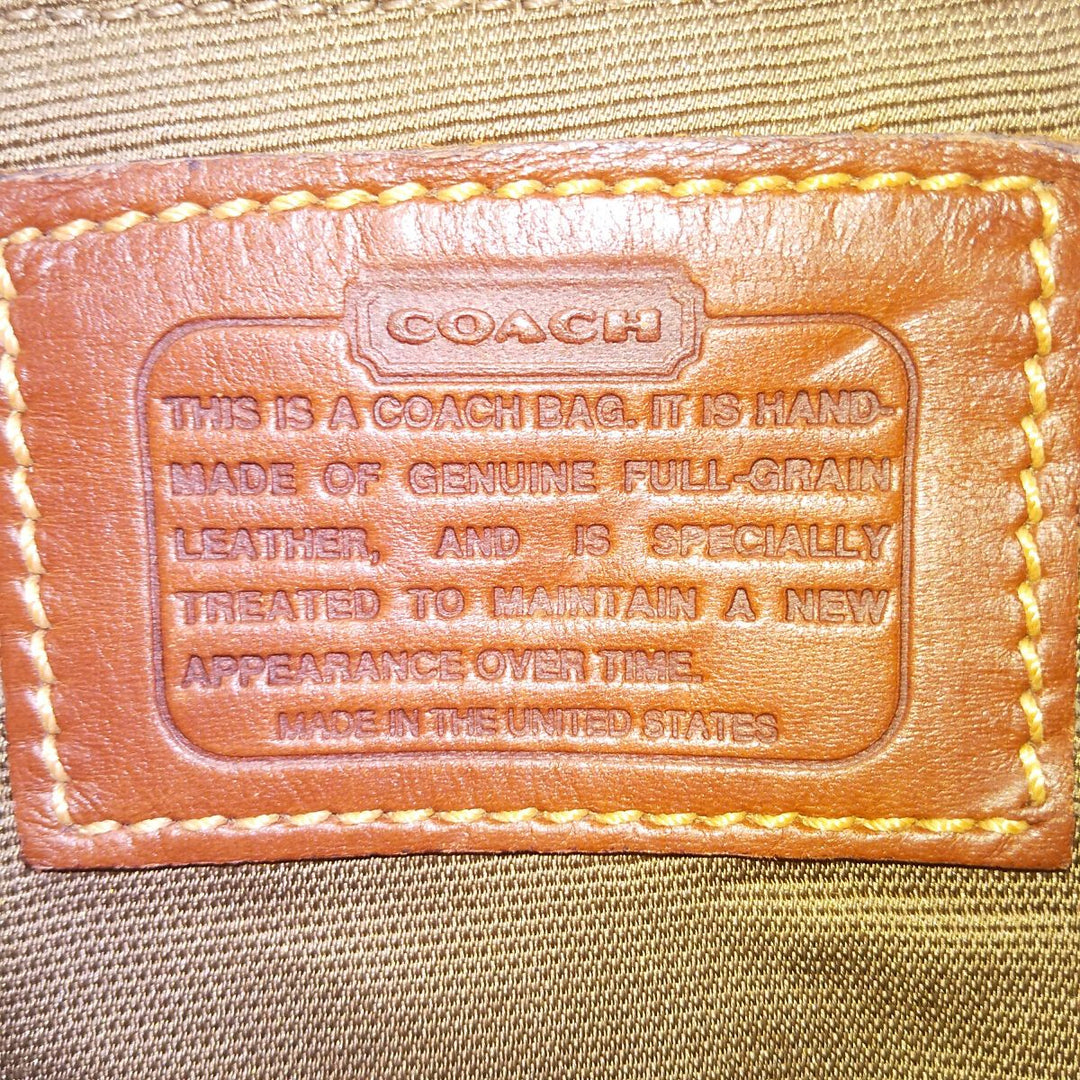 COACH
THIS IS A COACH BAG. IT IS HAND-
MADE OF GENUINE FULL-GRAIN
LEATHER, AND IS SPECIALLY
TREATED TO MAINTAIN A NEW
APPEARANCE OVER TIME.
MADE IN THE UNITED STATES